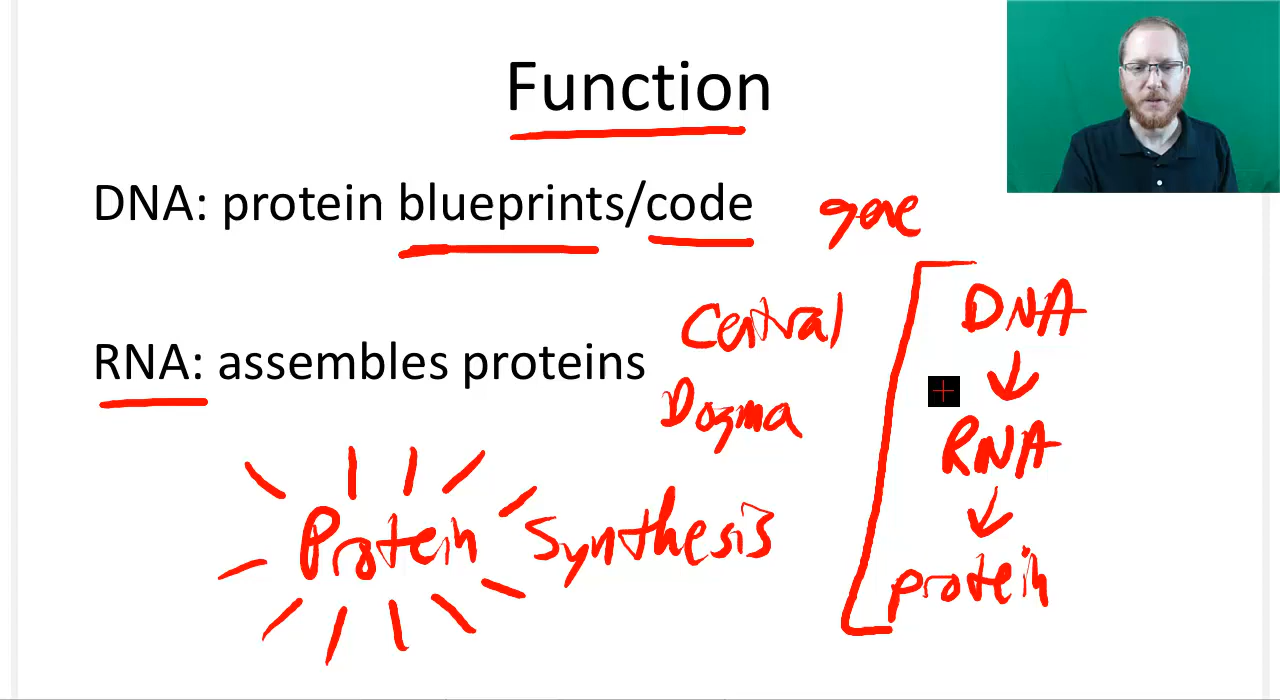 Function
DNA: protein blueprints/code
gene
DNA
Central
RNA: assembles proteins
Dogma
RNA
Protein Synthesis
protein